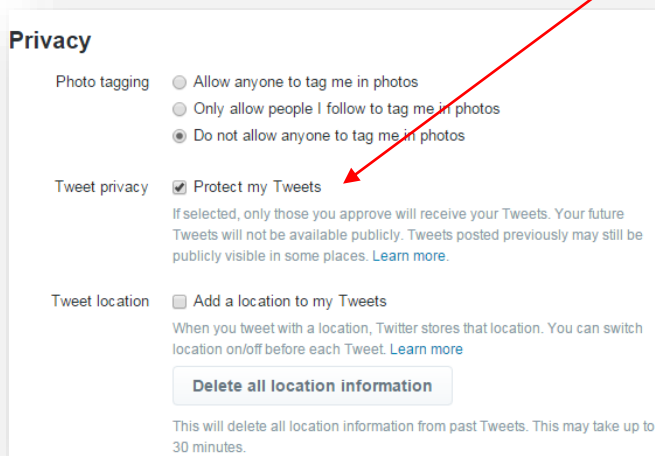 Privacy
Photo tagging Allow anyone to tag me in photos
Only allow people I follow to tag me in photos
Do not allow anyone to tag me in photos
Tweet privacy Protect my Tweets
If selected, only those you approve will receive your Tweets. Your future
Tweets will not be available publicly. Tweets posted previously may still be
publicly visible in some places. Learn more.
Tweet location Add a location to my Tweets
When you tweet with a location, Twitter stores that location. You can switch
location on/off before each Tweet. Learn more
Delete all location information
This will delete all location information from past Tweets. This may take up to
30 minutes.